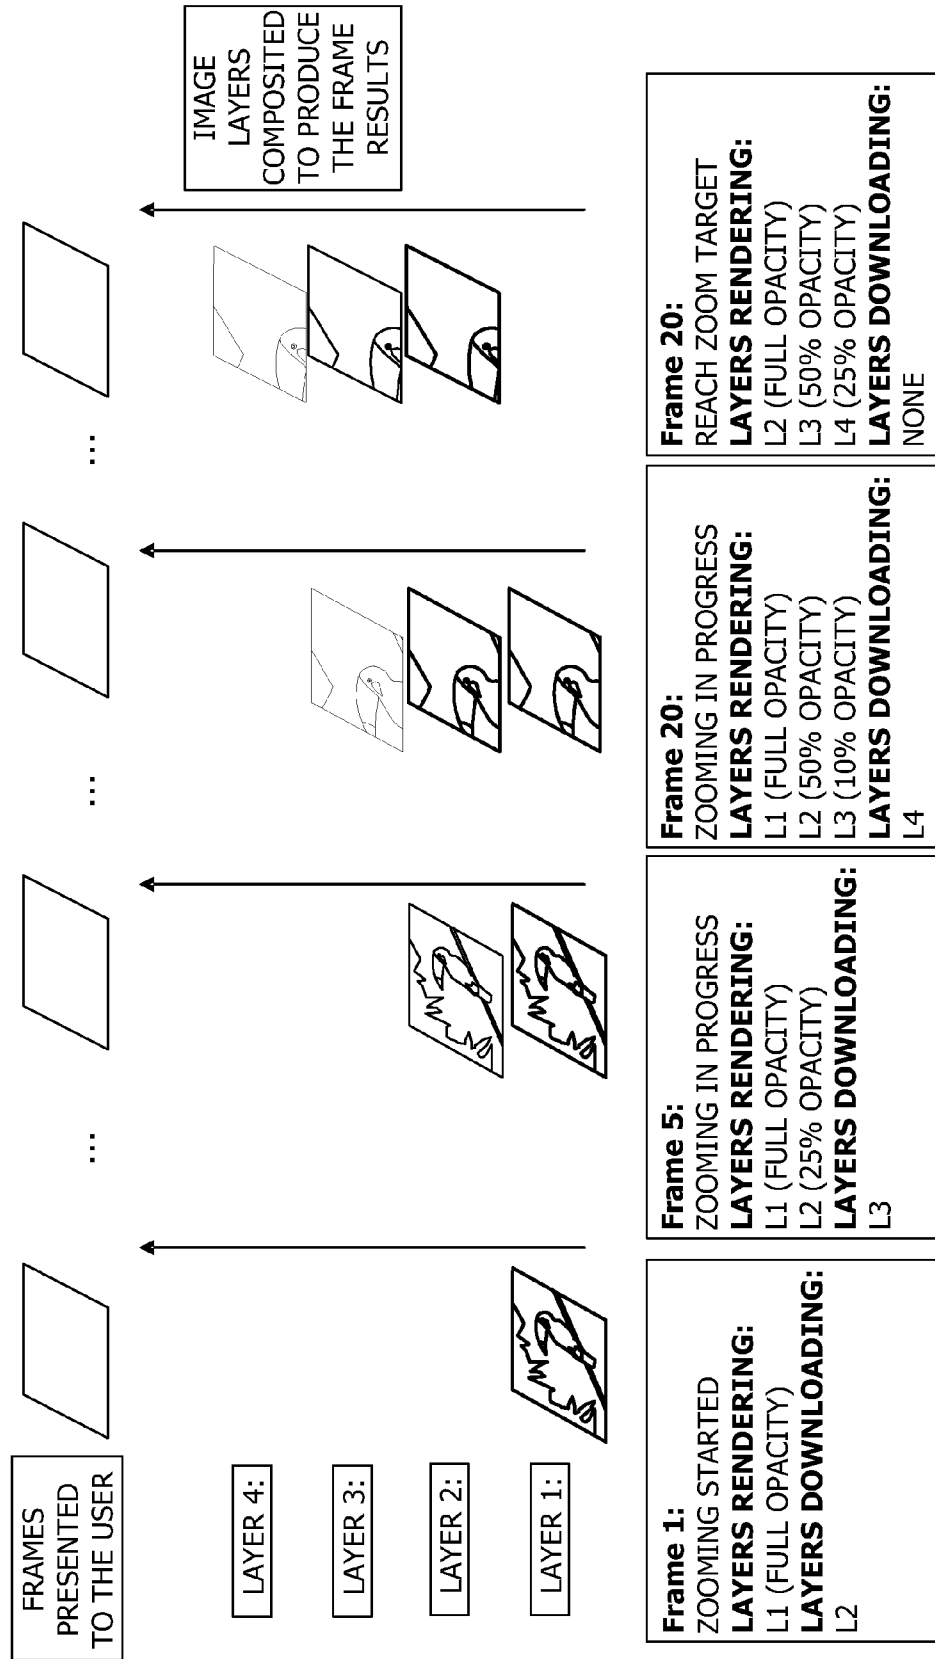 FRAMES
PRESENTED
TO THE USER
...
...
...
IMAGE
LAYERS
COMPOSITED
TO PRODUCE
THE FRAME
RESULTS
LAYER 4:
LAYER 3:
LAYER 2:
LAYER 1:
Frame 1:
ZOOMING STARTED
LAYERS RENDERING:
L1 (FULL OPACITY)
LAYERS DOWNLOADING:
L2
Frame 5:
ZOOMING IN PROGRESS
LAYERS RENDERING:
L1 (FULL OPACITY)
L2 (25% OPACITY)
LAYERS DOWNLOADING:
L3
Frame 20:
ZOOMING IN PROGRESS
LAYERS RENDERING:
L1 (FULL OPACITY)
L2 (50% OPACITY)
L3 (10% OPACITY)
LAYERS DOWNLOADING:
L4
Frame 20:
REACH ZOOM TARGET
LAYERS RENDERING:
L2 (FULL OPACITY)
L3 (50% OPACITY)
L4 (25% OPACITY)
LAYERS DOWNLOADING:
NONE